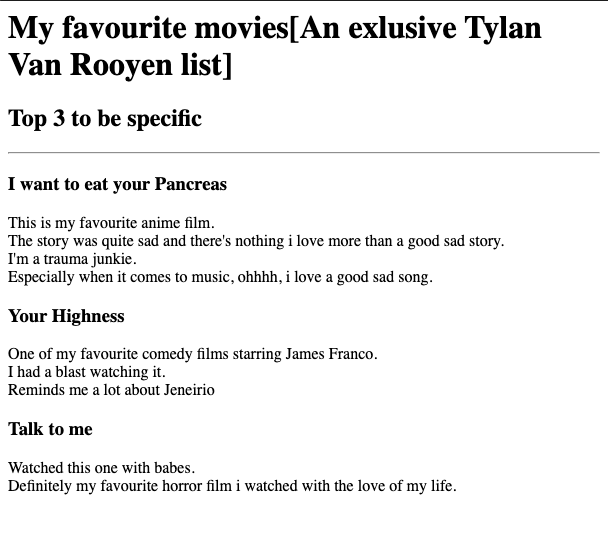 My favourite movies[An exlusive Tylan
Van Rooyen list]
Top 3 to be specific
I want to eat your Pancreas
This is my favourite anime film.
The story was quite sad and there's nothing i love more than a good sad story.
I'm a trauma junkie.
Especially when it comes to music, ohhhh, i love a good sad song.
Your Highness
One of my favourite comedy films starring James Franco.
I had a blast watching it.
Reminds me a lot about Jeneirio
Talk to me
Watched this one with babes.
Definitely my favourite horror film i watched with the love of my life.